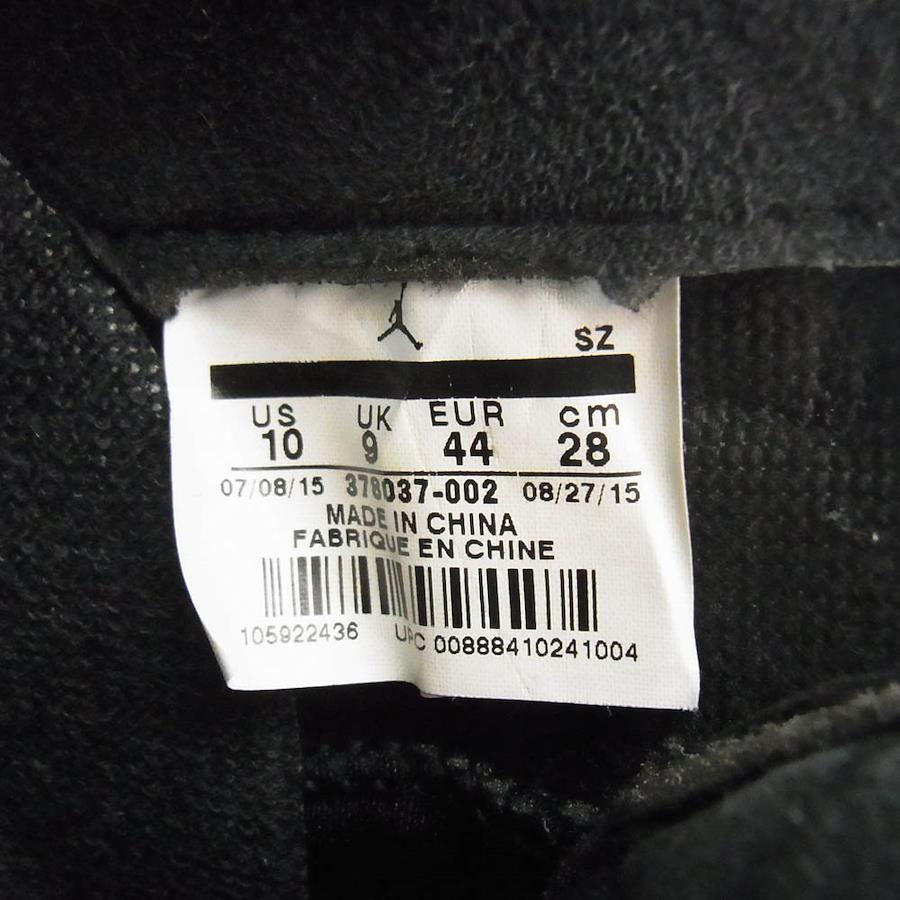 SZ
US UK EUR cm
10 9 44 28
07/08/15 378037-002 08/27/15
MADE IN CHINA
FABRIQUE EN CHINE
105922436 UPC 00888410241004